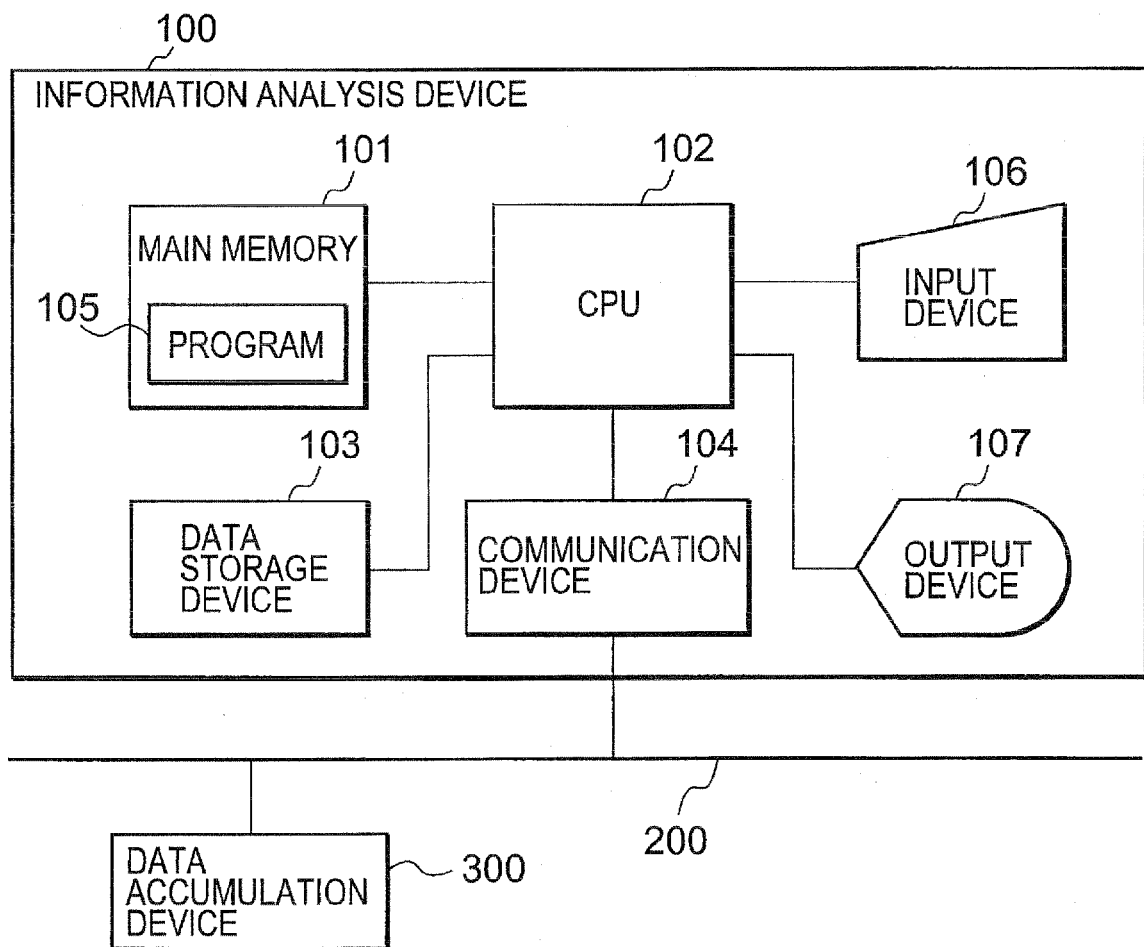 100
INFORMATION ANALYSIS DEVICE
101
102
106
MAIN MEMORY
CPU
INPUT
DEVICE
105
PROGRAM
103
104
107
DATA
STORAGE
DEVICE
COMMUNICATION
DEVICE
OUTPUT
DEVICE
200
DATA
ACCUMULATION
DEVICE
300